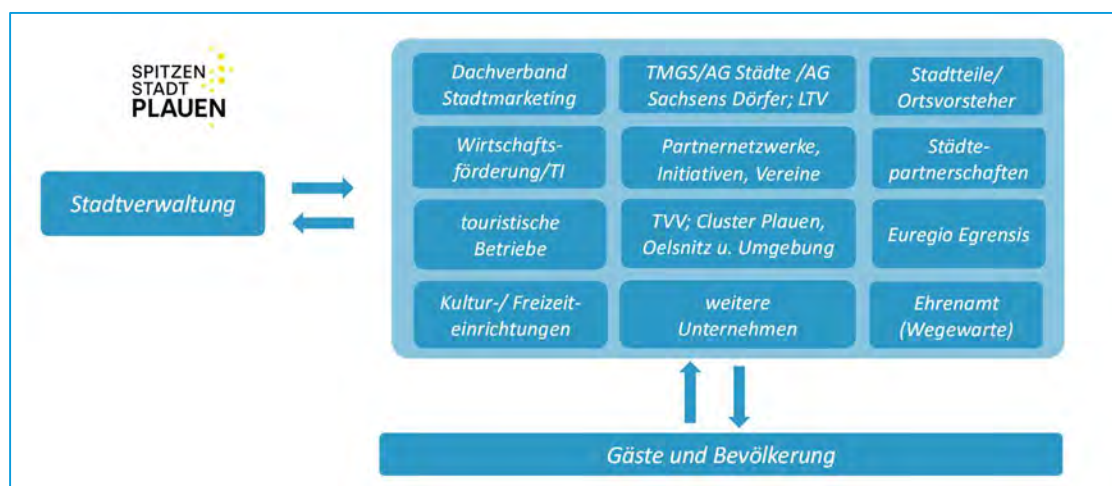 SPITZEN
STADT
PLAUEN
Stadtverwaltung
Dachverband
Stadtmarketing
TMGS/AG Städte /AG
Sachsens Dörfer; LTV
Stadtteile/
Ortsvorsteher
Wirtschafts-
förderung/TI
Partnernetzwerke,
Initiativen, Vereine
Städte-
partnerschaften
touristische
Betriebe
TVV; Cluster Plauen,
Oelsnitz u. Umgebung
Euregio Egrensis
Kultur-/ Freizeit-
einrichtungen
weitere
Unternehmen
Ehrenamt
(Wegewarte)
Gäste und Bevölkerung